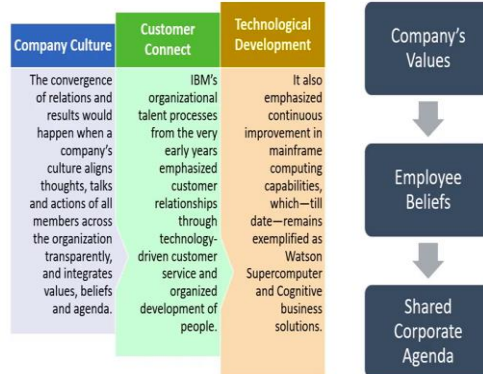 Company Culture
The convergence
of relations and
results would
happen when a
company's
culture aligns
thoughts, talks
and actions of all
members across
the organization
transparently,
and integrates
values, beliefs
and agenda.
Customer
Connect
IBM's
organizational
talent processes
from the very
early years
emphasized
customer
relationships
through
technology-
driven customer
service and
organized
development of
people.
Technological
Development
It also
emphasized
continuous
improvement in
mainframe
computing
capabilities,
which—till
date—remains
exemplified as
Watson
Supercomputer
and Cognitive
business
solutions.
Company's
Values
Employee
Beliefs
Shared
Corporate
Agenda